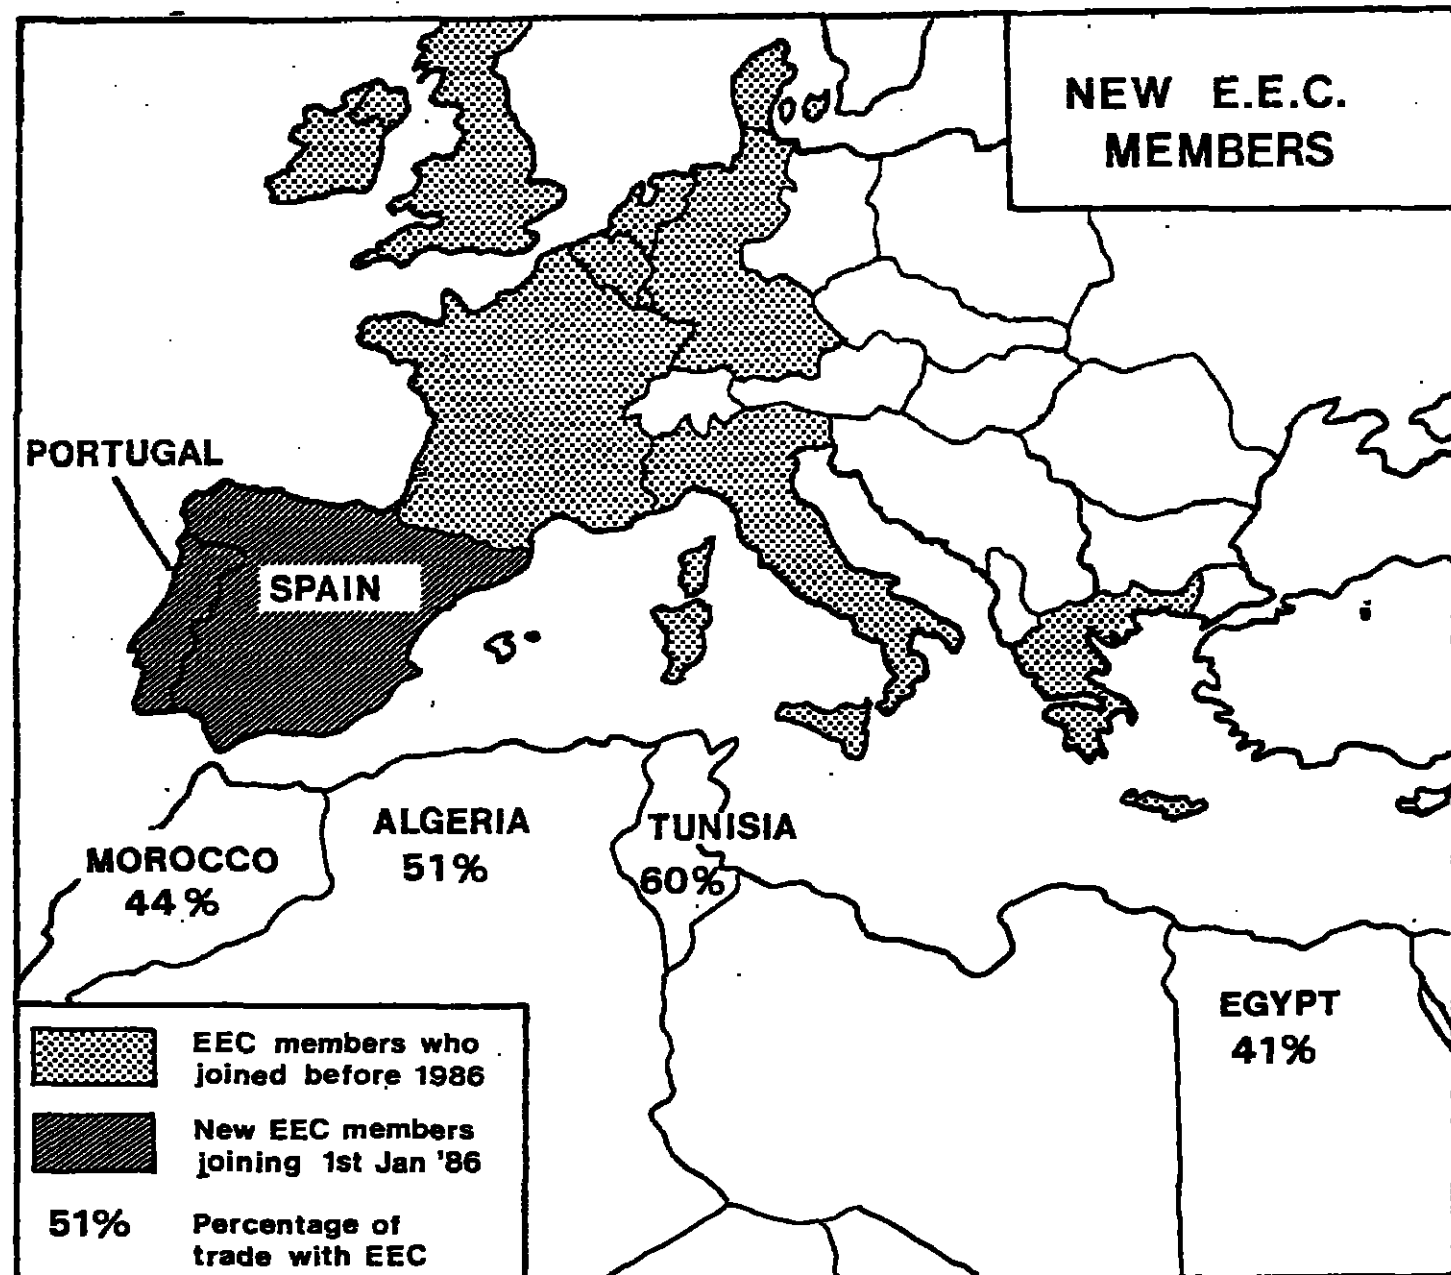 NEW E.E.C.
MEMBERS
PORTUGAL
SPAIN
ALGERIA
51%
TUNISIA
60%
MOROCCO
44%
EGYPT
41%
EEC members who
joined before 1986
New EEC members
joining 1st Jan '86
51%
Percentage of
trade with EEC